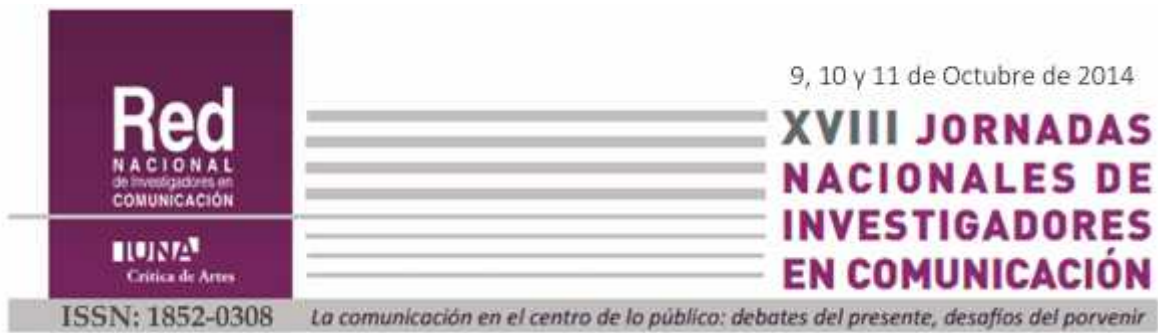 Red
NACIONAL
de Investigadores en
COMUNICACIÓN
IUNA
Crítica de Artes
9, 10 y 11 de Octubre de 2014
XVIII JORNADAS
NACIONALES DE
INVESTIGADORES
EN COMUNICACIÓN
ISSN: 1852-0308
La comunicación en el centro de lo público: debates del presente, desafíos del porvenir